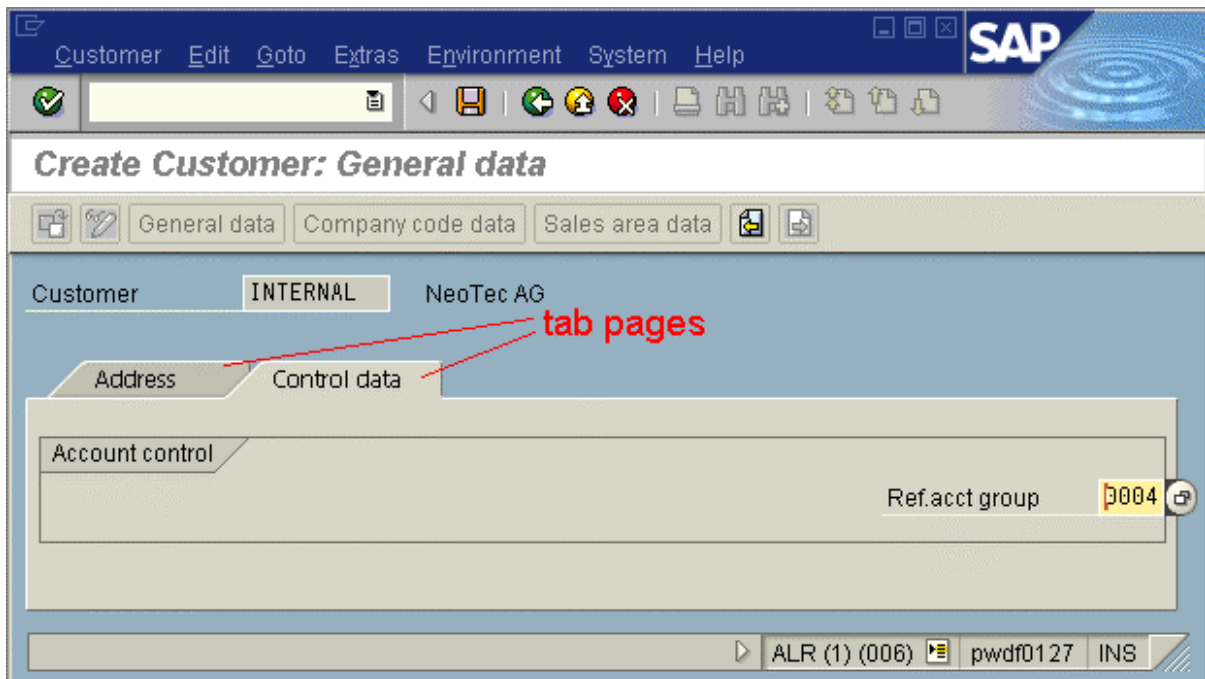 Customer Edit Goto Extras Environment System Help
SAP
Create Customer: General data
General data Company code data Sales area data
Customer INTERNAL NeoTec AG
tab pages
Address Control data
Account control
Ref.acct group 0004
ALR (1) (006) pwdf0127 INS